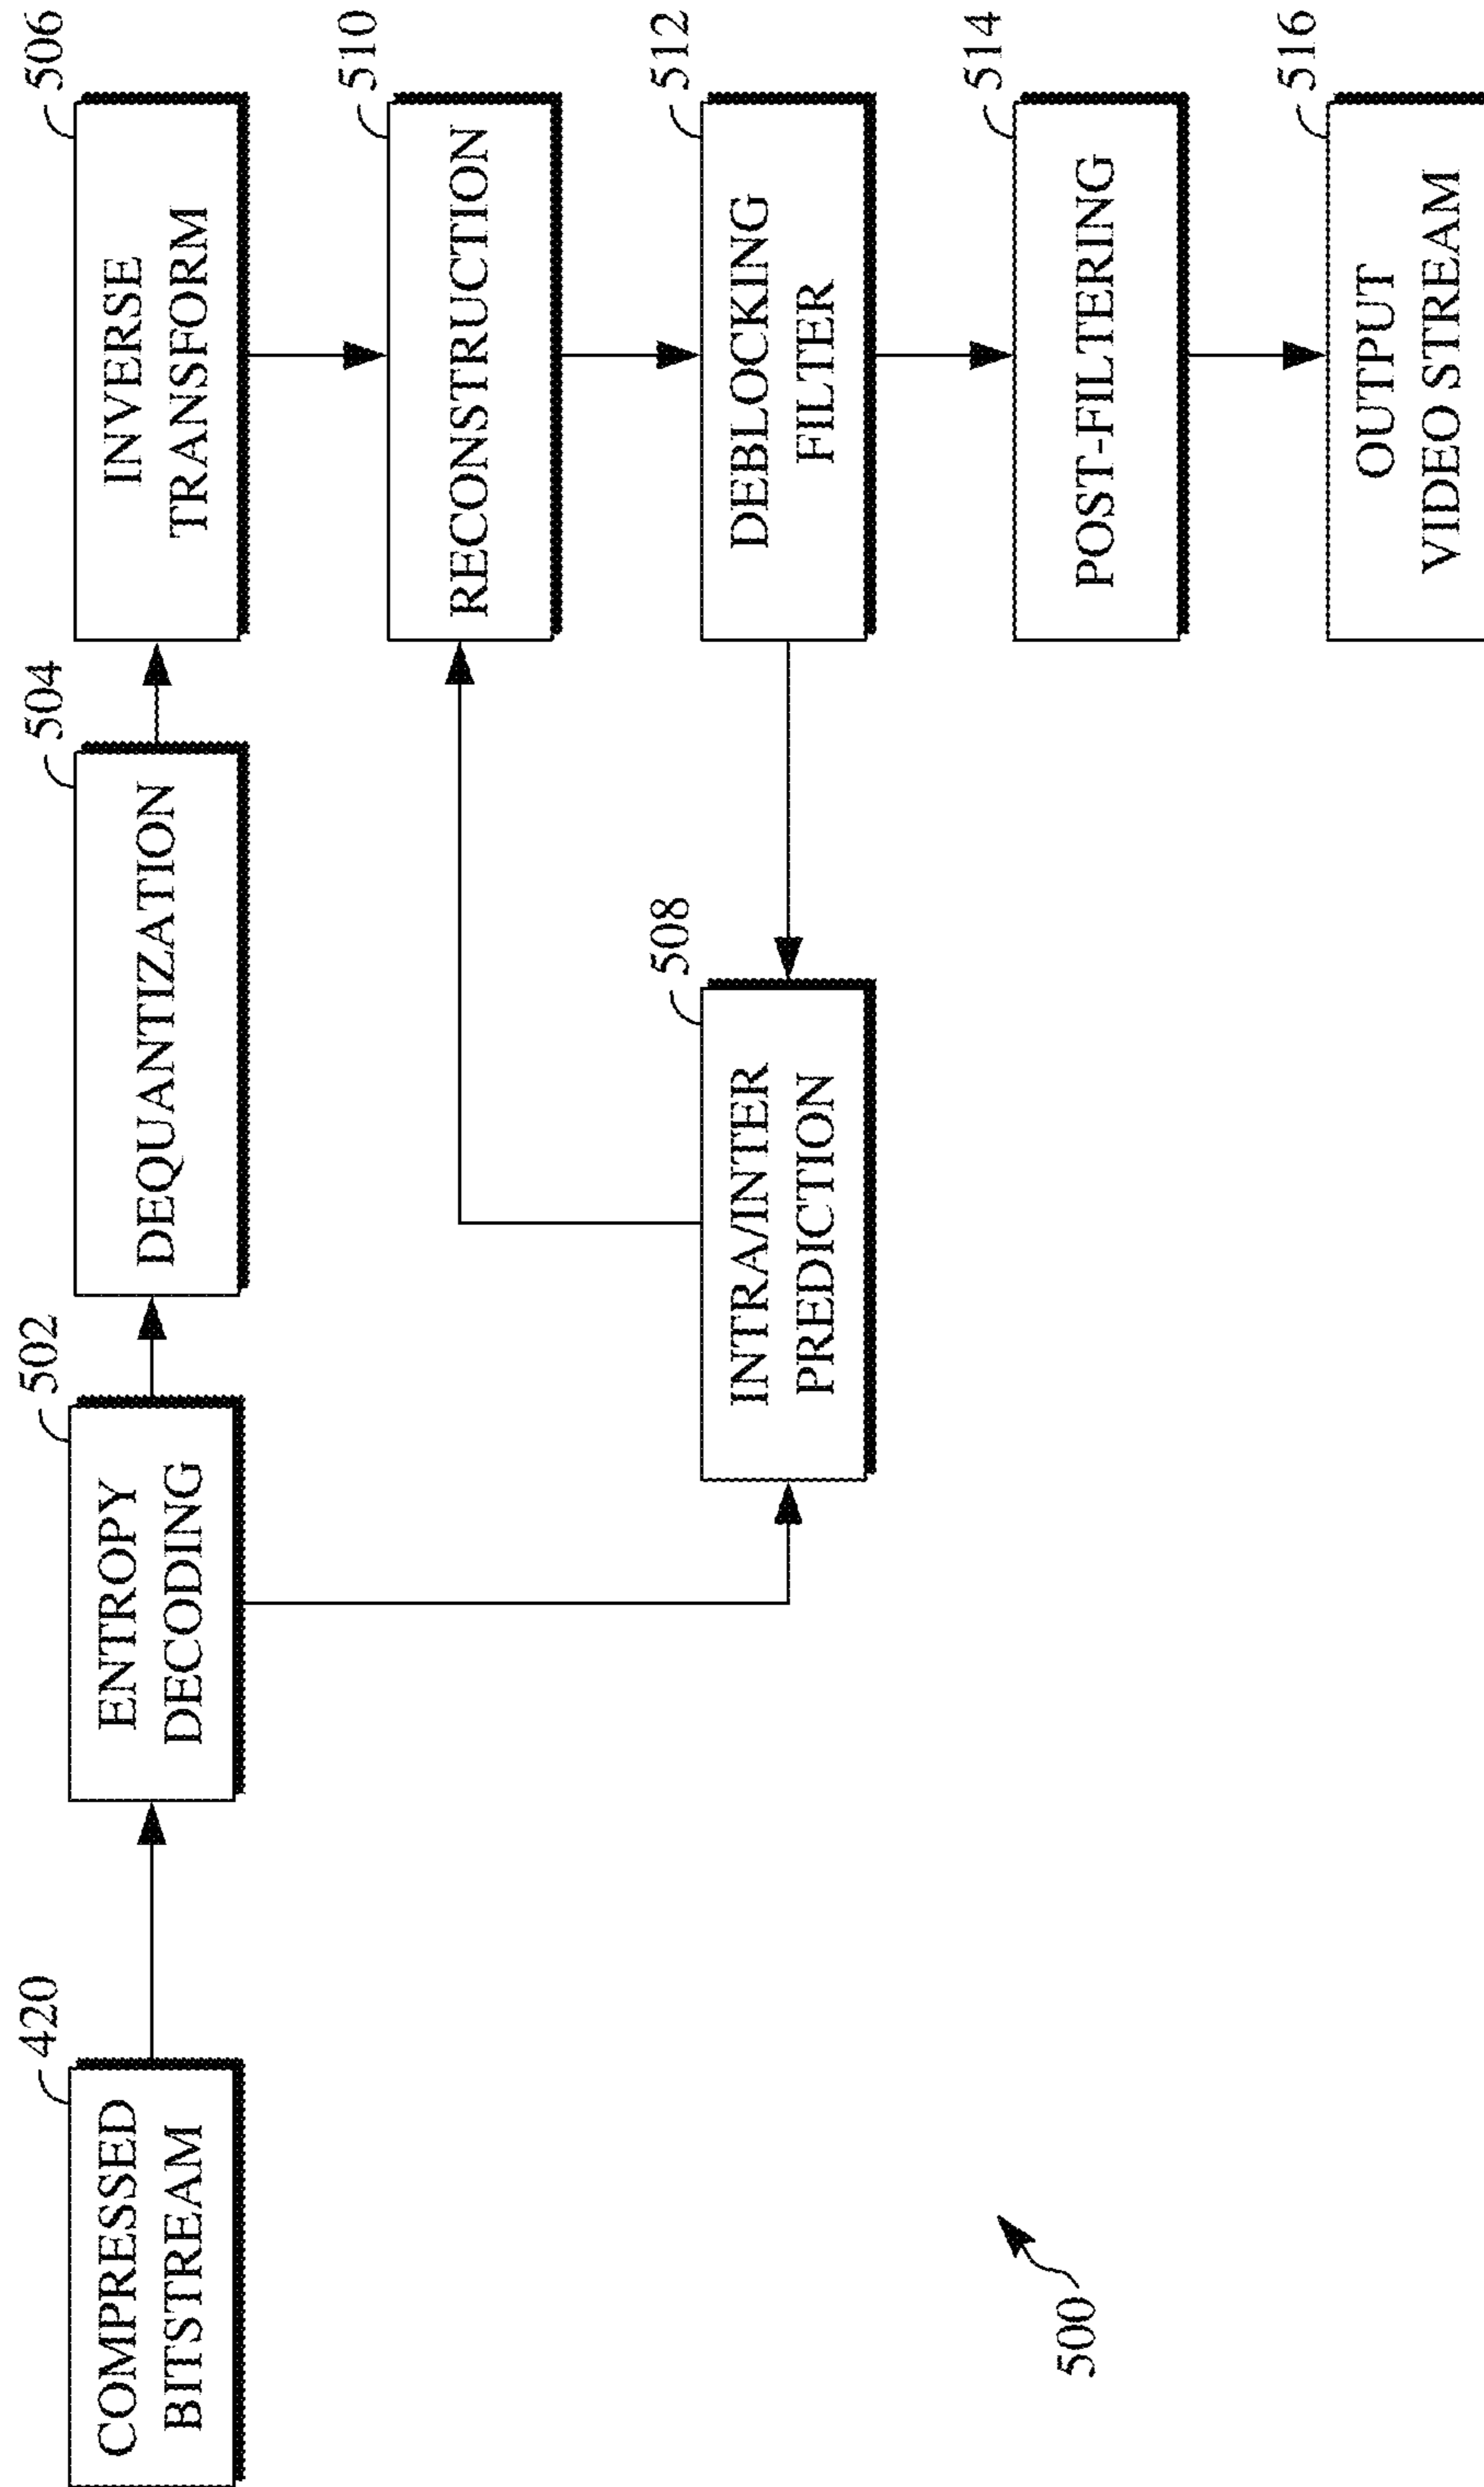 420
COMPRESSED
BITSTREAM
502
ENTROPY
DECODING
504
DEQUANTIZATION
506
INVERSE
TRANSFORM
510
RECONSTRUCTION
508
INTRA/INTER
PREDICTION
512
DEBLOCKING
FILTER
514
POST-FILTERING
516
OUTPUT
VIDEO STREAM
500